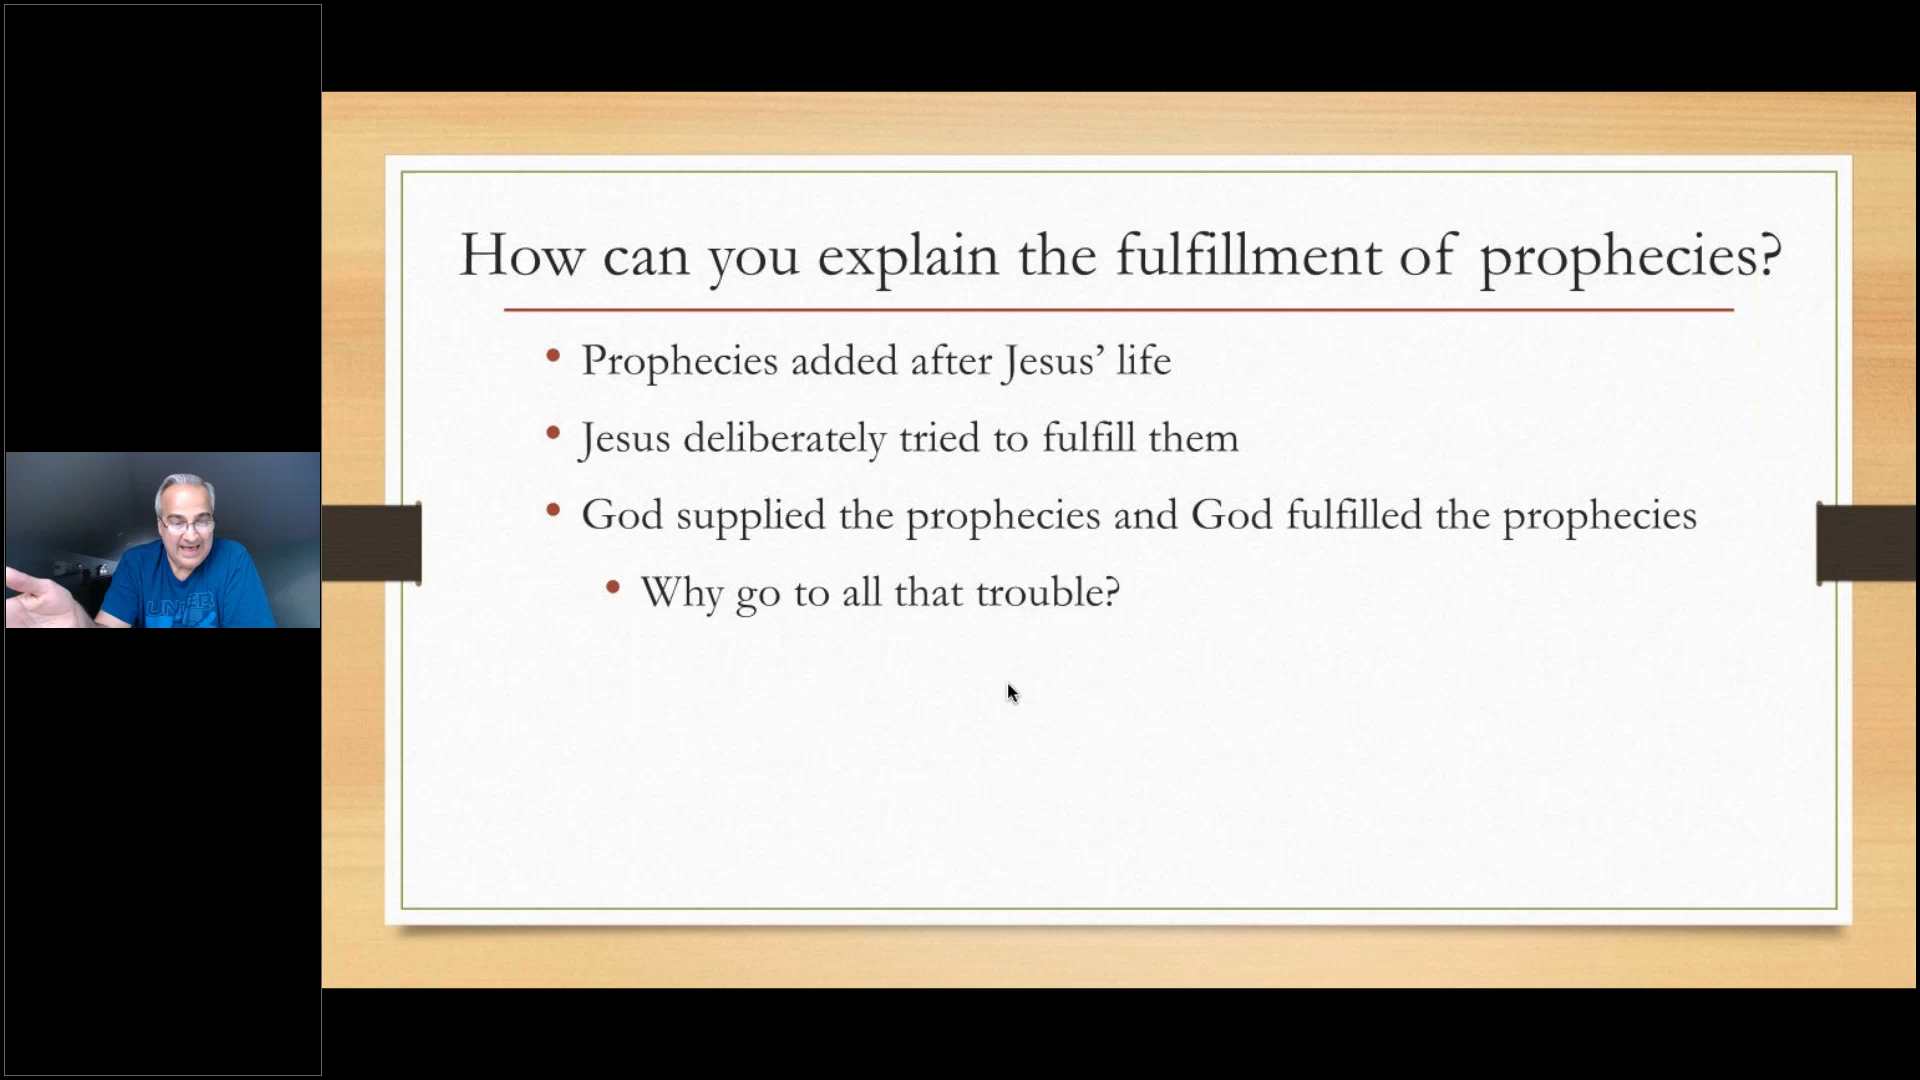 How can you explain the fulfillment of prophecies?
• Prophecies added after Jesus’ life
• Jesus deliberately tried to fulfill them
• God supplied the prophecies and God fulfilled the prophecies
• Why go to all that trouble?